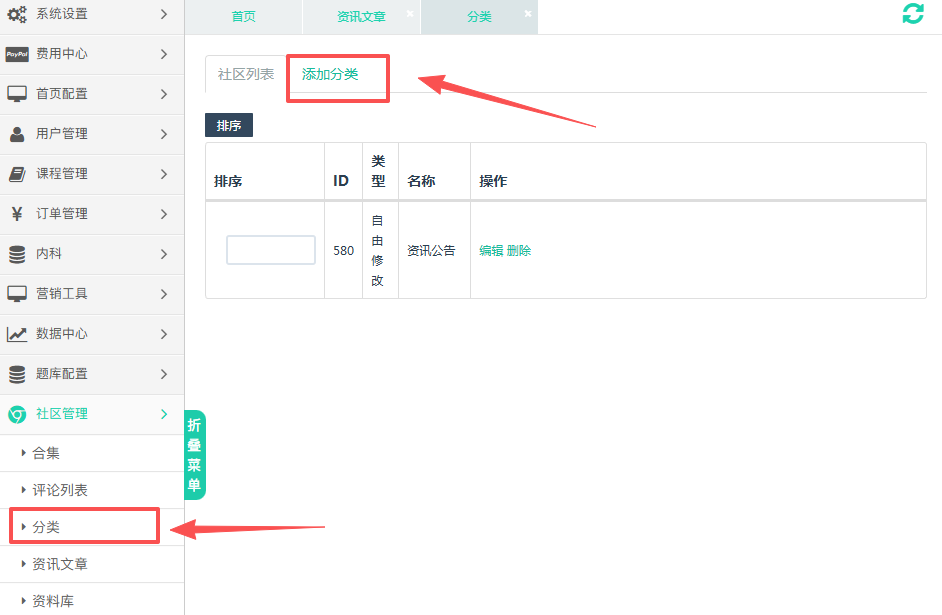 系统设置
PayPal 费用中心
首页配置
用户管理
课程管理
¥ 订单管理
内科
营销工具
数据中心
题库配置
社区管理
合集
评论列表
分类
资讯文章
资料库
折叠菜单
首页 资讯文章 × 分类 ×
社区列表 添加分类
排序
排序 ID 类型 名称 操作
580 自由修改 资讯公告 编辑 删除